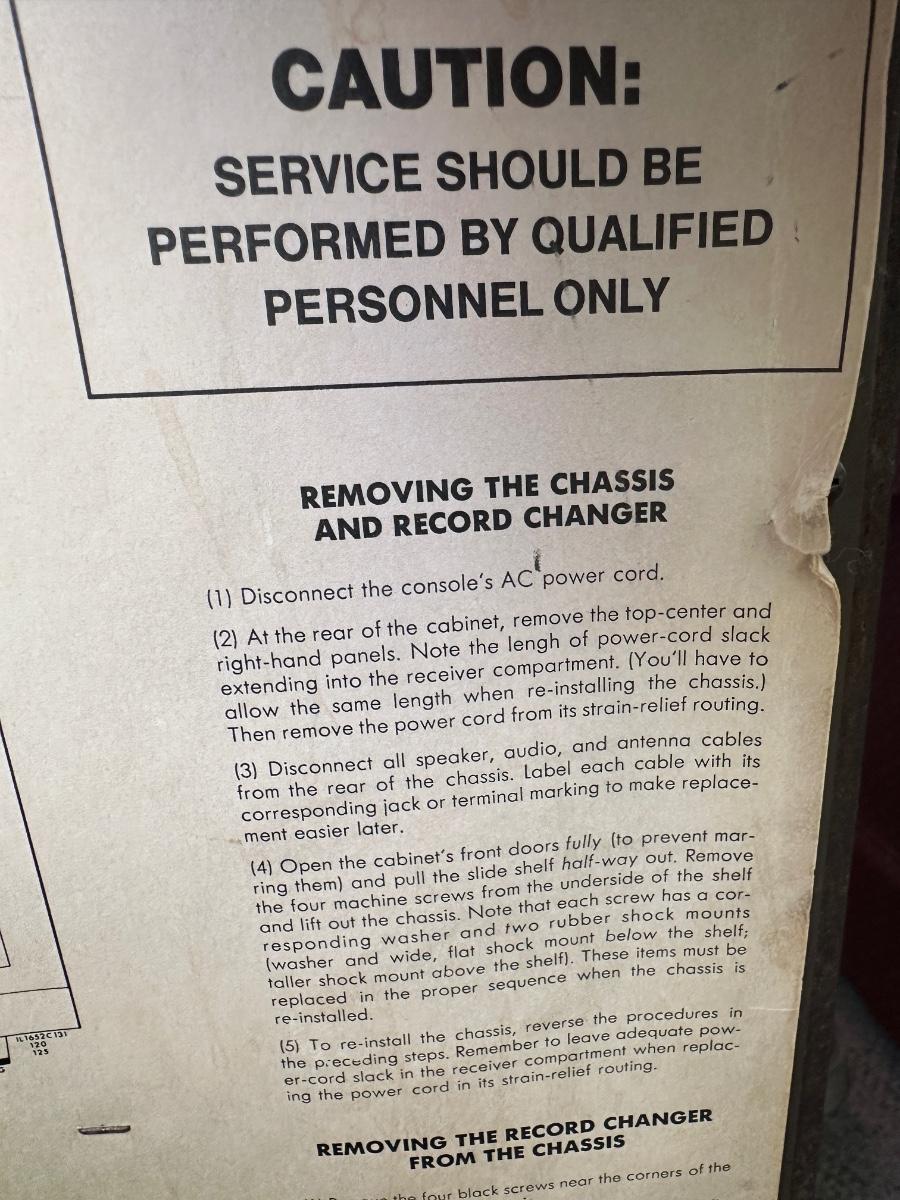 CAUTION:
SERVICE SHOULD BE
PERFORMED BY QUALIFIED
PERSONNEL ONLY
REMOVING THE CHASSIS
AND RECORD CHANGER
(1) Disconnect the console's AC power cord.
(2) At the rear of the cabinet, remove the top-center and
right-hand panels. Note the lengh of power-cord slack
extending into the receiver compartment. (You'll have to
allow the same length when re-installing the chassis.)
Then remove the power cord from its strain-relief routing.
(3) Disconnect all speaker, audio, and antenna cables
from the rear of the chassis. Label each cable with its
corresponding jack or terminal marking to make replace-
ment easier later.
(4) Open the cabinet's front doors fully (to prevent mar-
ring them) and pull the slide shelf half-way out. Remove
the four machine screws from the underside of the shelf
and lift out the chassis. Note that each screw has a cor-
responding washer and two rubber shock mounts
(washer and wide, flat shock mount below the shelf;
taller shock mount above the shelf). These items must be
replaced in the proper sequence when the chassis is
re-installed.
IL1652C131
120
125
(5) To re-install the chassis, reverse the procedures in
the preceding steps. Remember to leave adequate pow-
er-cord slack in the receiver compartment when replac-
ing the power cord in its strain-relief routing.
REMOVING THE RECORD CHANGER
FROM THE CHASSIS
the four black screws near the corners of the